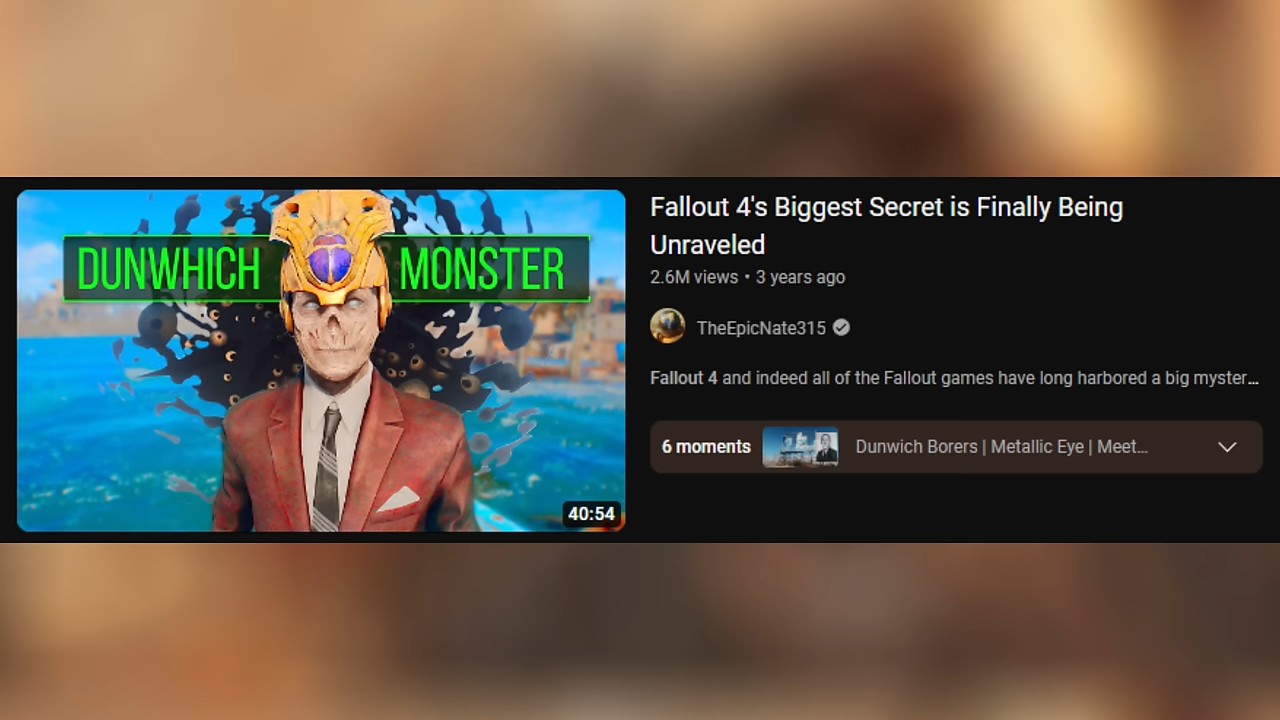 DUNWHICH MONSTER
40:54
Fallout 4's Biggest Secret is Finally Being
Unraveled
2.6M views • 3 years ago
TheEpicNate315
Fallout 4 and indeed all of the Fallout games have long harbored a big myster...
6 moments Dunwich Borers | Metallic Eye | Meet...